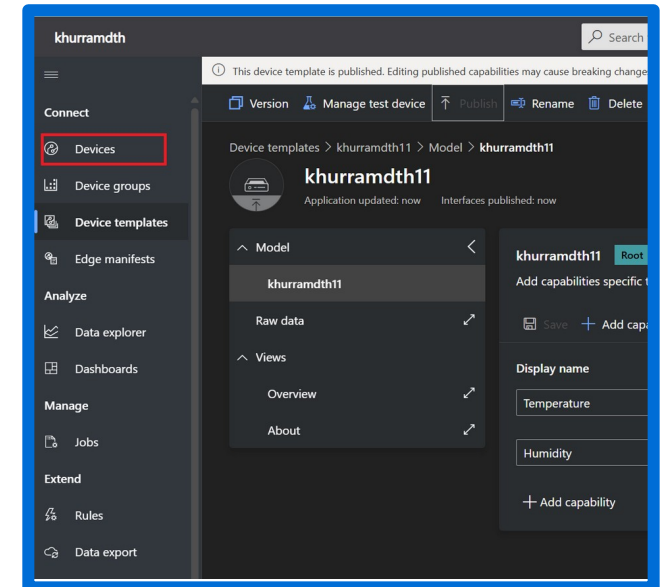 khurramdth
Search
This device template is published. Editing published capabilities may cause breaking change
Version Manage test device Publish Rename Delete
Connect
Devices
Device groups
Device templates
Edge manifests
Analyze
Data explorer
Dashboards
Manage
Jobs
Extend
Rules
Data export
Device templates > khurramdth11 > Model > khurramdth11
khurramdth11
Application updated: now Interfaces published: now
Model
khurramdth11
Raw data
Views
Overview
About
khurramdth11 Root
Add capabilities specific t
Save + Add capa
Display name
Temperature
Humidity
+ Add capability